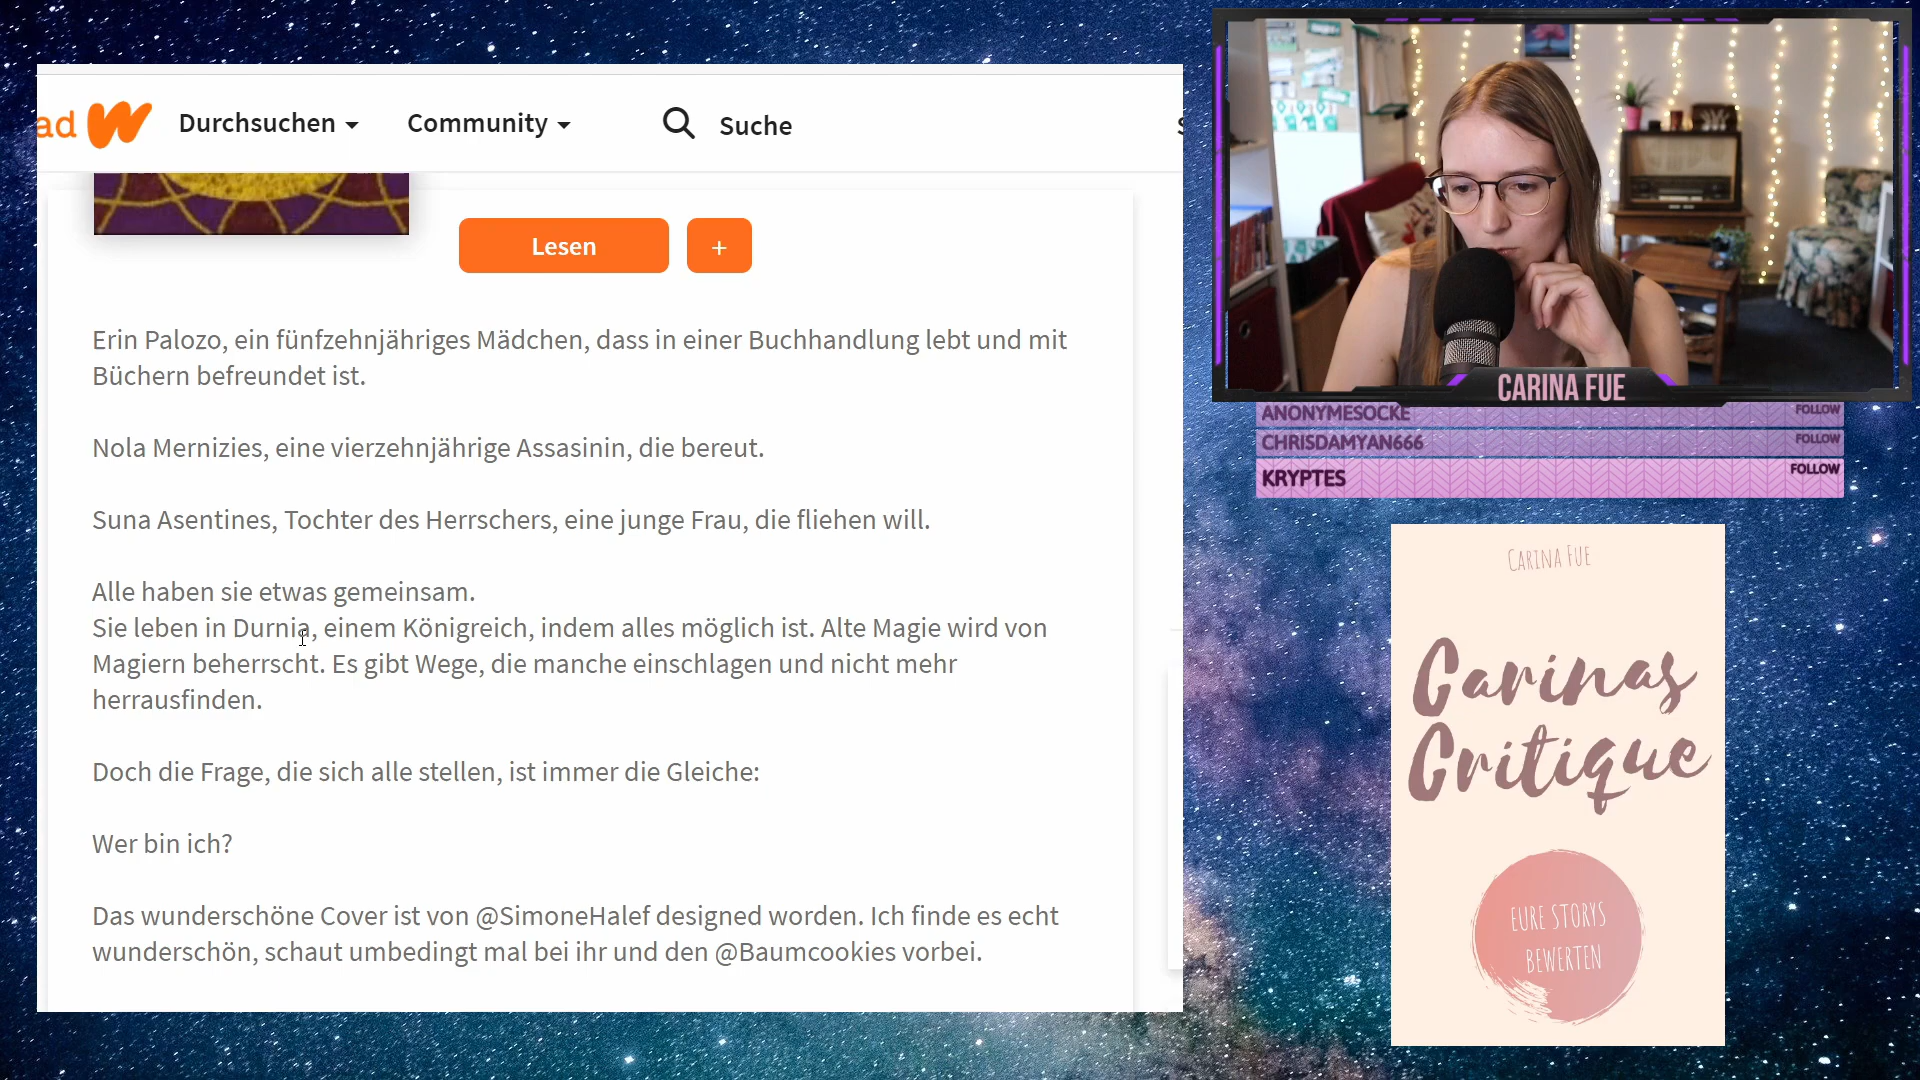 ad
Durchsuchen
Community
Suche
Lesen
+
Erin Palozo, ein fünfzehnjähriges Mädchen, dass in einer Buchhandlung lebt und mit
Büchern befreundet ist.
Nola Mernizies, eine vierzehnjährige Assasinin, die bereut.
Suna Asentines, Tochter des Herrschers, eine junge Frau, die fliehen will.
Alle haben sie etwas gemeinsam.
Sie leben in Durnia, einem Königreich, indem alles möglich ist. Alte Magie wird von
Magiern beherrscht. Es gibt Wege, die manche einschlagen und nicht mehr
herrausfinden.
Doch die Frage, die sich alle stellen, ist immer die Gleiche:
Wer bin ich?
Das wunderschöne Cover ist von @SimoneHalef designed worden. Ich finde es echt
wunderschön, schaut umbedingt mal bei ihr und den @Baumcookies vorbei.
CARINA FUE
ANONYMESOCKE FOLLOW
CHRISDAMYAN666 FOLLOW
KRYPTES FOLLOW
CARINA FUE
Carinas
Critique
EURE STORYS
BEWERTEN